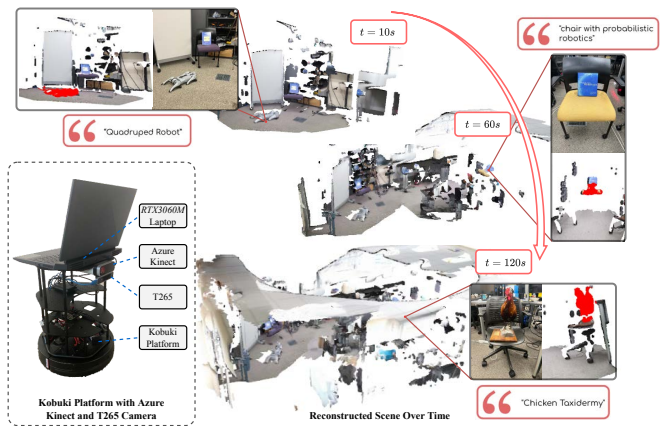 t = 10s
"chair with probabilistic
robotics"
"Quadruped Robot"
t = 60s
RTX3060M
Laptop
Azure
Kinect
T265
Kobuki
Platform
t = 120s
"Chicken Taxidermy"
Kobuki Platform with Azure
Kinect and T265 Camera
Reconstructed Scene Over Time